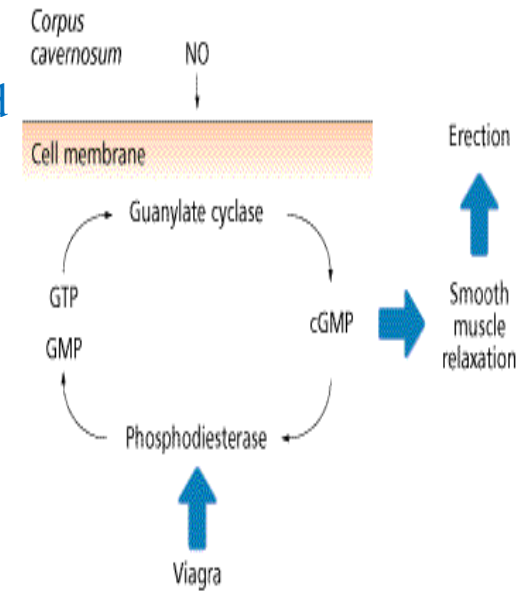 Corpus
cavernosum
NO
Cell membrane
Erection
Guanylate cyclase
GTP
GMP
cGMP
Smooth
muscle
relaxation
Phosphodiesterase
Viagra